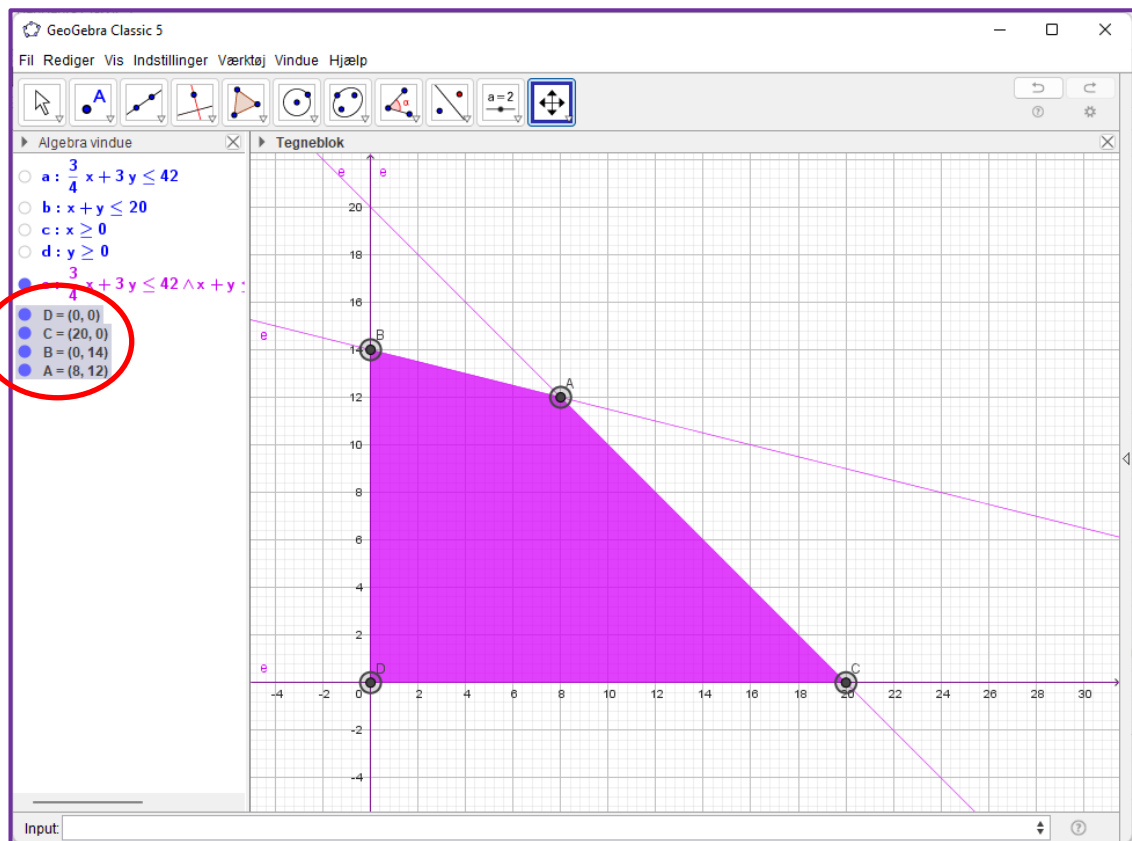 GeoGebra Classic 5
Fil Rediger Vis Indstillinger Værktøj Vindue Hjælp
A
α
a=2
Algebra vindue
Tegneblok
a : 3/4 x + 3 y ≤ 42
b : x + y ≤ 20
c : x ≥ 0
d : y ≥ 0
3/4 x + 3 y ≤ 42 ∧ x + y ≤
D = (0, 0)
C = (20, 0)
B = (0, 14)
A = (8, 12)
e e
20
18
16
e
14 B
12 A
10
8
6
4
2
e D C
-4 -2 0 2 4 6 8 10 12 14 16 18 20 22 24 26 28 30
-2
-4
Input: